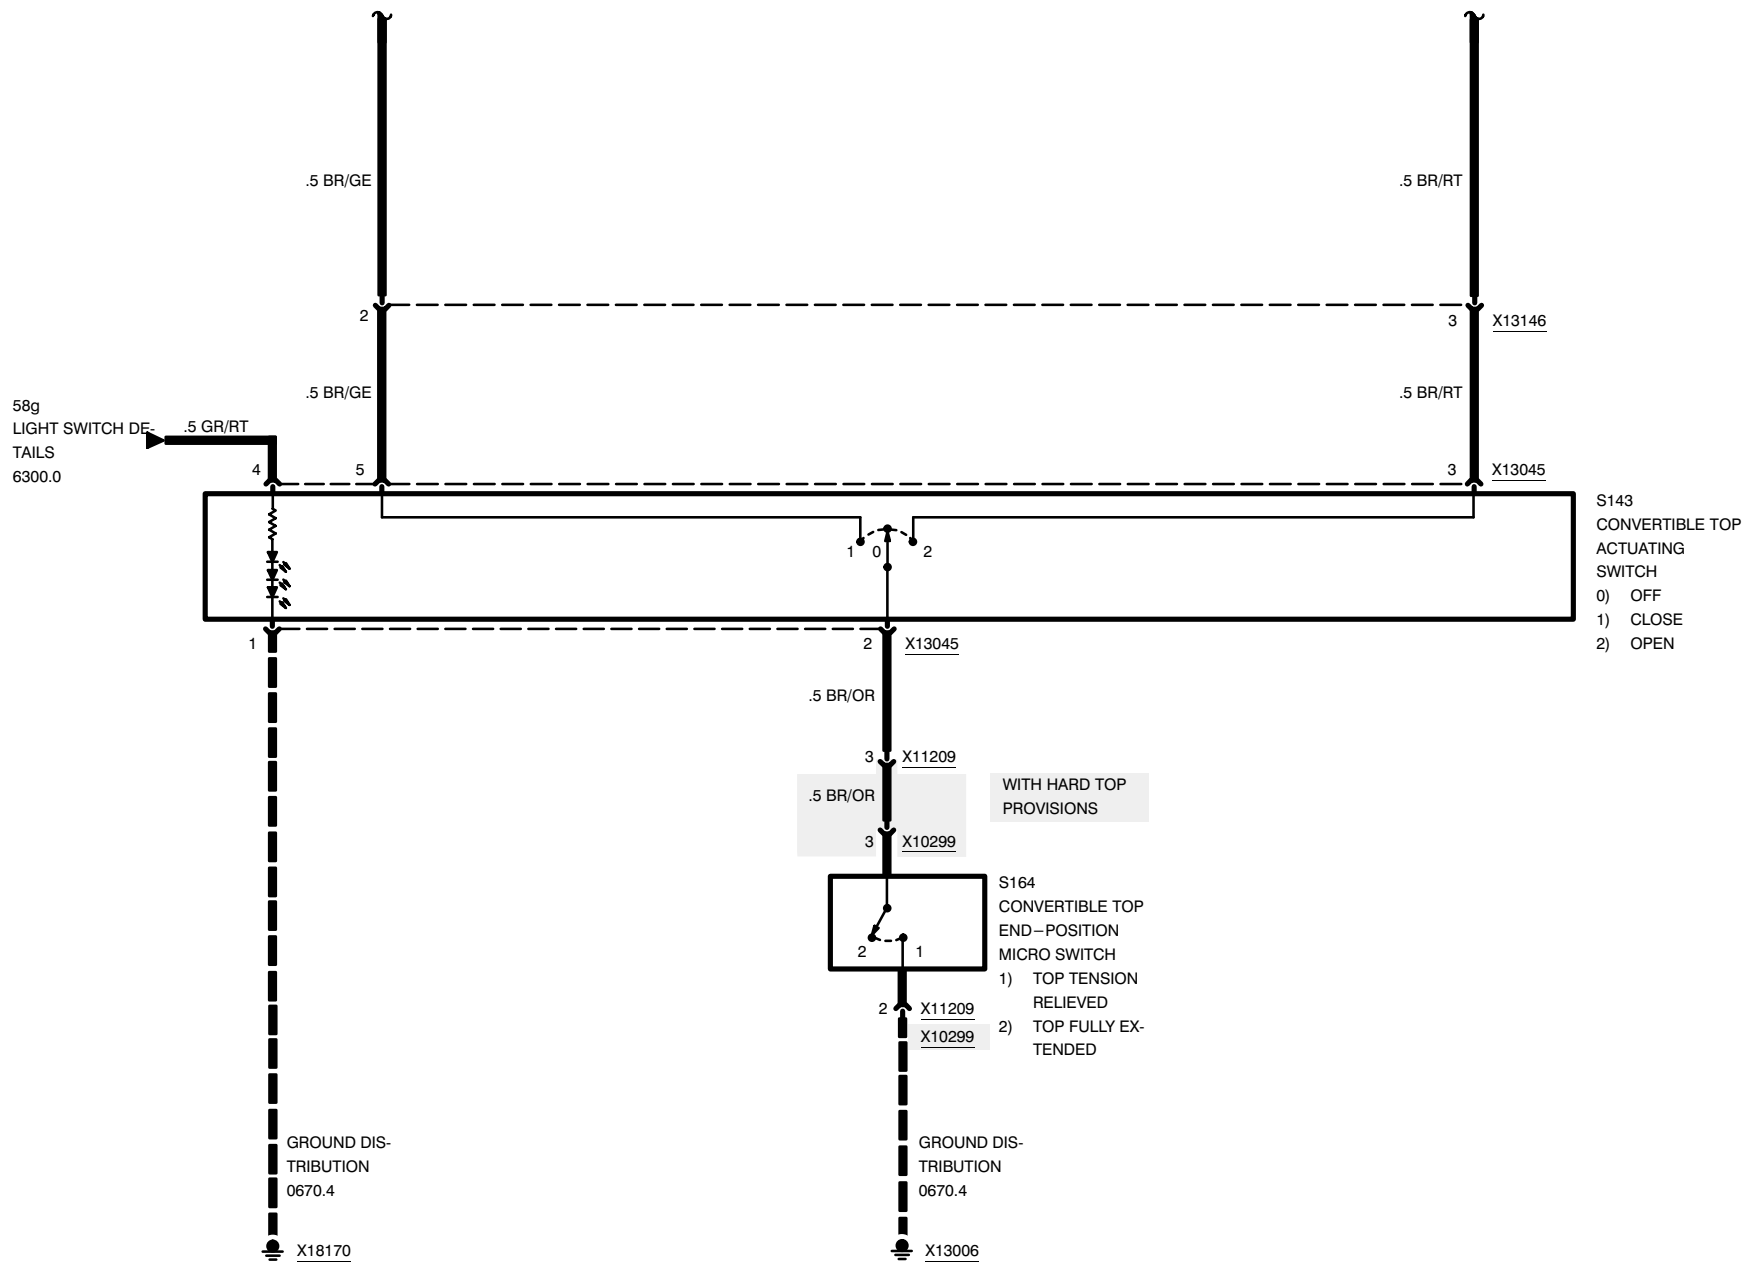 .5 BR/GE
.5 BR/RT
2
3
X13146
.5 BR/GE
.5 BR/RT
58g
LIGHT SWITCH DE-
TAILS
6300.0
.5 GR/RT
4
5
3
X13045
1
0
2
S143
CONVERTIBLE TOP
ACTUATING
SWITCH
0) OFF
1) CLOSE
2) OPEN
1
2
X13045
.5 BR/OR
3
X11209
.5 BR/OR
WITH HARD TOP
PROVISIONS
3
X10299
2
1
S164
CONVERTIBLE TOP
END–POSITION
MICRO SWITCH
1) TOP TENSION
RELIEVED
2) TOP FULLY EX-
TENDED
2
X11209
X10299
GROUND DIS-
TRIBUTION
0670.4
GROUND DIS-
TRIBUTION
0670.4
X18170
X13006